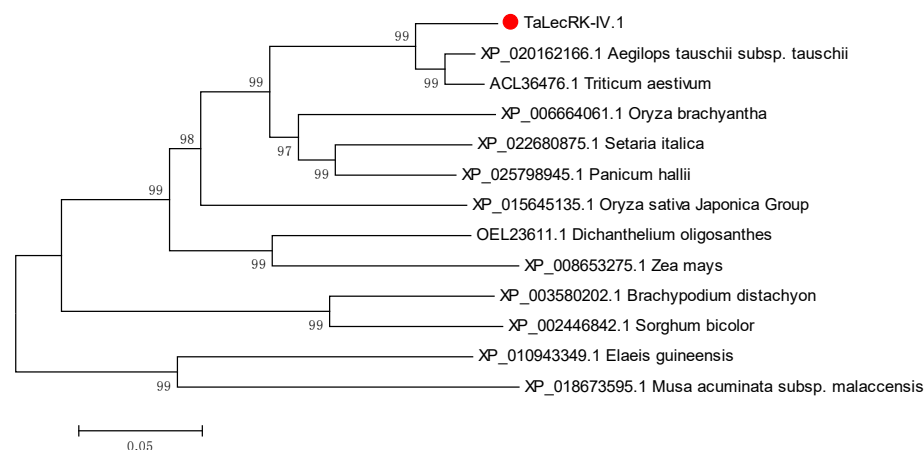 TaLecRK-IV.1
99
XP_020162166.1 Aegilops tauschii subsp. tauschii
99
ACL36476.1 Triticum aestivum
99
XP_006664061.1 Oryza brachyantha
98
XP_022680875.1 Setaria italica
97
99
XP_025798945.1 Panicum hallii
99
XP_015645135.1 Oryza sativa Japonica Group
OEL23611.1 Dichanthelium oligosanthes
99
XP_008653275.1 Zea mays
XP_003580202.1 Brachypodium distachyon
99
XP_002446842.1 Sorghum bicolor
XP_010943349.1 Elaeis guineensis
99
XP_018673595.1 Musa acuminata subsp. malaccensis
0.05